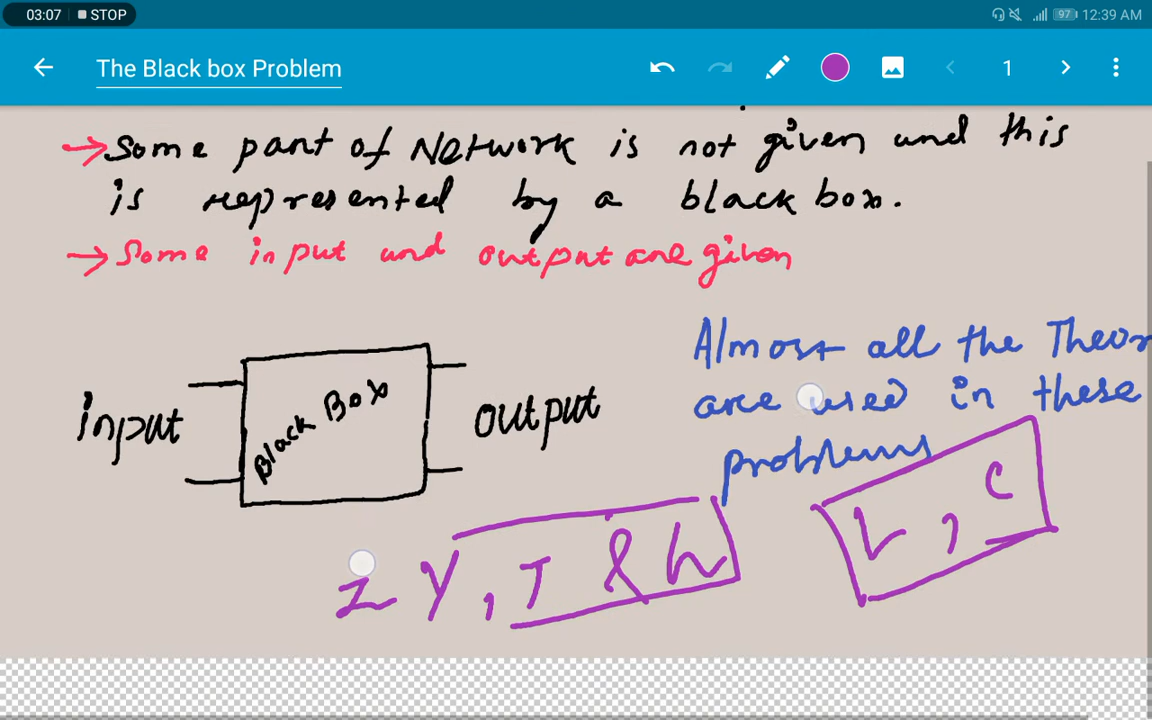 03:07 STOP 97 12:39 AM
The Black box Problem 1
→ Some part of Network is not given and this
is represented by a black box.
→ Some input and output are given
Almost all the Theor
are used in these
problems
input Black Box output
Z Y, T & h
L, C